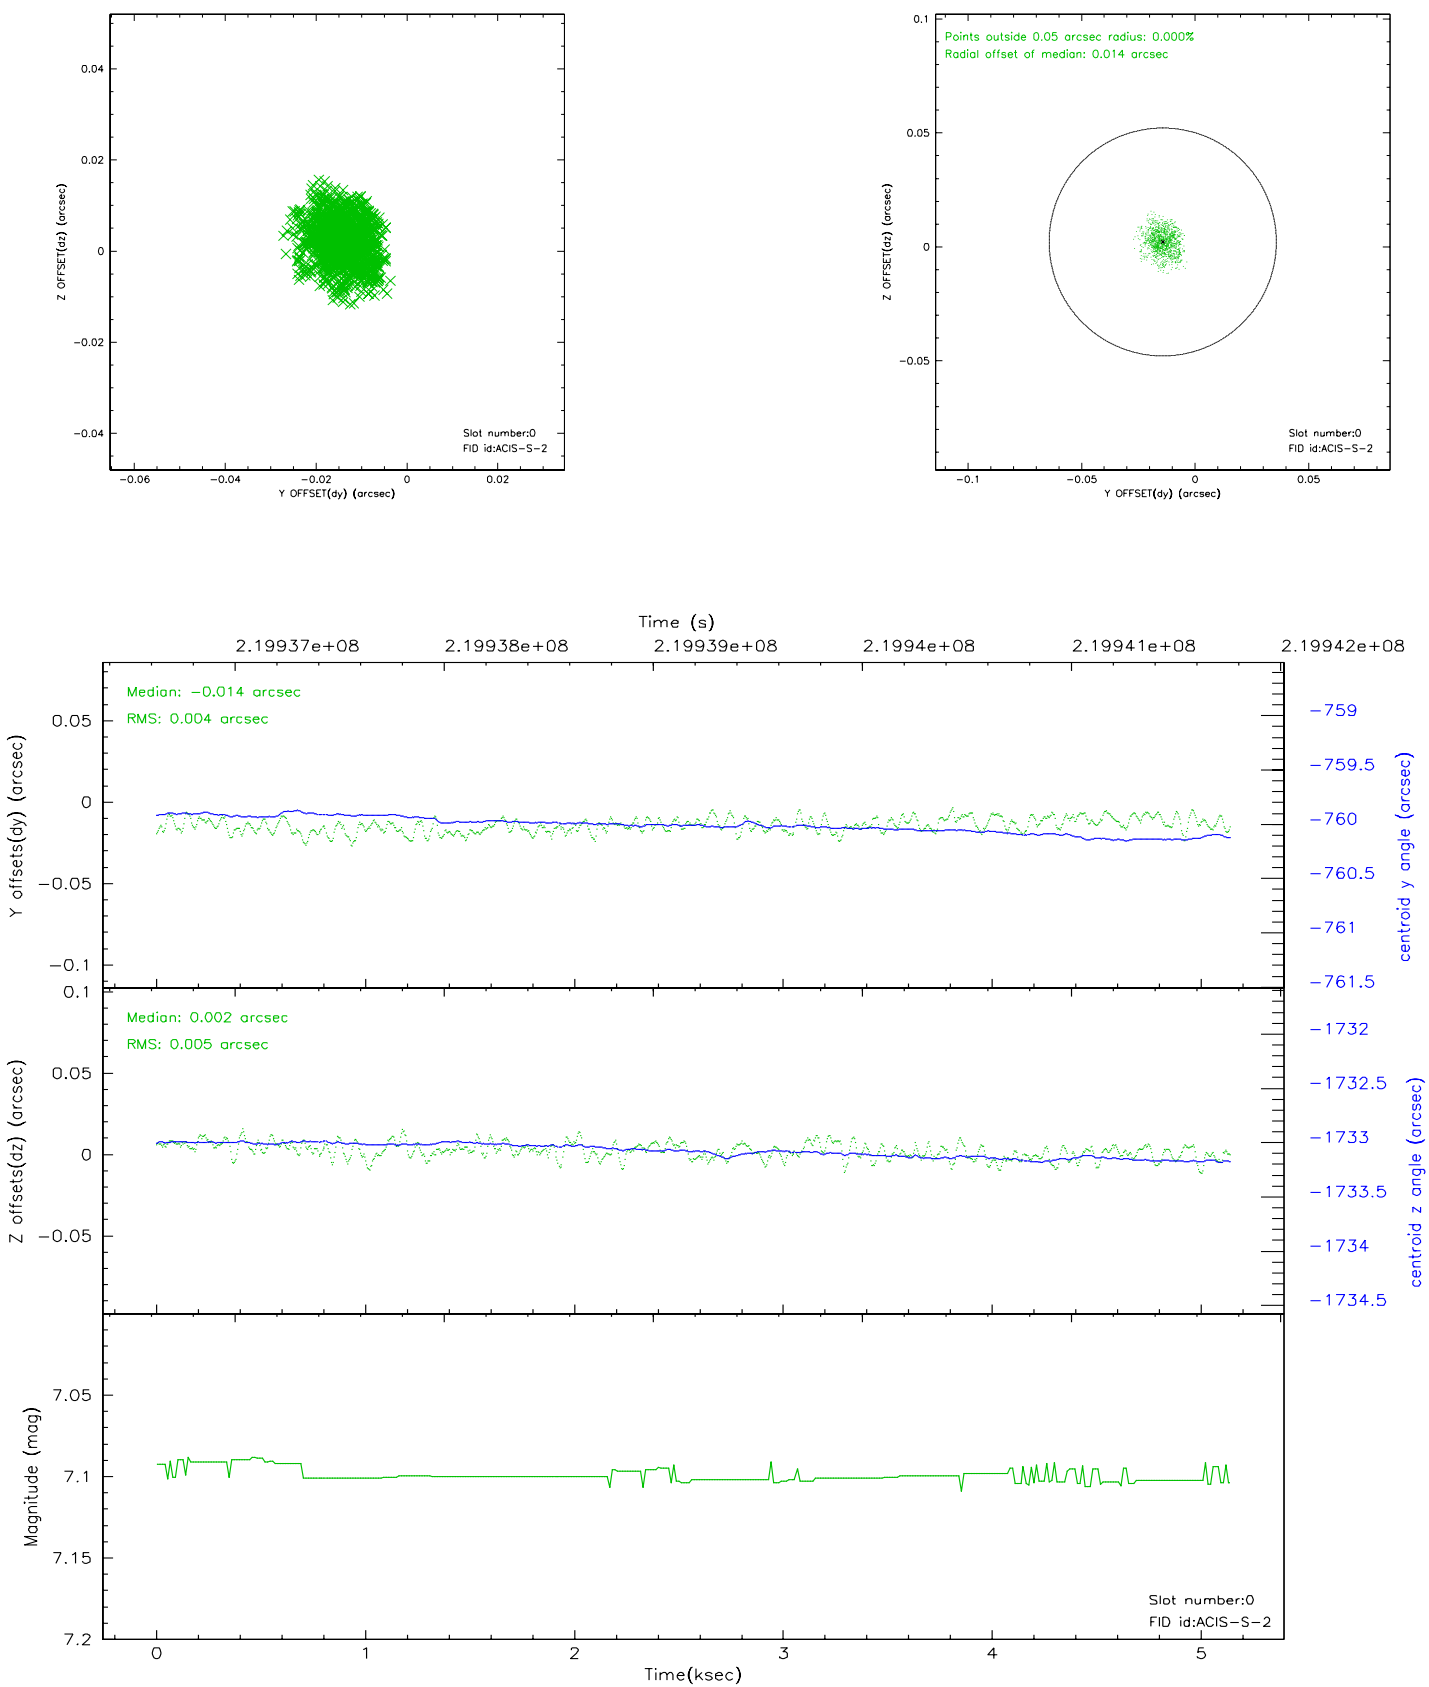 0.04
0.02
0
−0.02
−0.04
Z OFFSET(dz) (arcsec)
Slot number:0
FID id:ACIS−S−2
−0.06
−0.04
−0.02
0
0.02
Y OFFSET(dy) (arcsec)
0.1
0.05
0
−0.05
Z OFFSET(dz) (arcsec)
Points outside 0.05 arcsec radius: 0.000%
Radial offset of median: 0.014 arcsec
Slot number:0
FID id:ACIS−S−2
−0.1
−0.05
0
0.05
Y OFFSET(dy) (arcsec)
Time (s)
2.19937e+08
2.19938e+08
2.19939e+08
2.1994e+08
2.19941e+08
2.19942e+08
Median: −0.014 arcsec
RMS: 0.004 arcsec
0.05
0
−0.05
−0.1
Y offsets(dy) (arcsec)
−759
−759.5
−760
−760.5
−761
−761.5
centroid y angle (arcsec)
Median: 0.002 arcsec
RMS: 0.005 arcsec
0.1
0.05
0
−0.05
Z offsets(dz) (arcsec)
−1732
−1732.5
−1733
−1733.5
−1734
−1734.5
centroid z angle (arcsec)
7.05
7.1
7.15
7.2
Magnitude (mag)
Slot number:0
FID id:ACIS−S−2
0
1
2
3
4
5
Time(ksec)